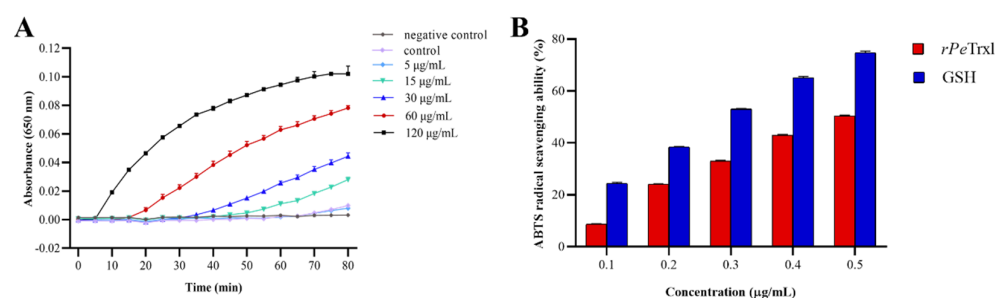 A
Absorbance (650 nm)
0.12
0.10
0.08
0.06
0.04
0.02
0.00
-0.02
0 10 20 30 40 50 60 70 80
Time (min)
negative control
control
5 μg/mL
15 μg/mL
30 μg/mL
60 μg/mL
120 μg/mL
B
ABTS radical scavenging ability (%)
80
60
40
20
0
0.1 0.2 0.3 0.4 0.5
Concentration (μg/mL)
rPeTrxl
GSH